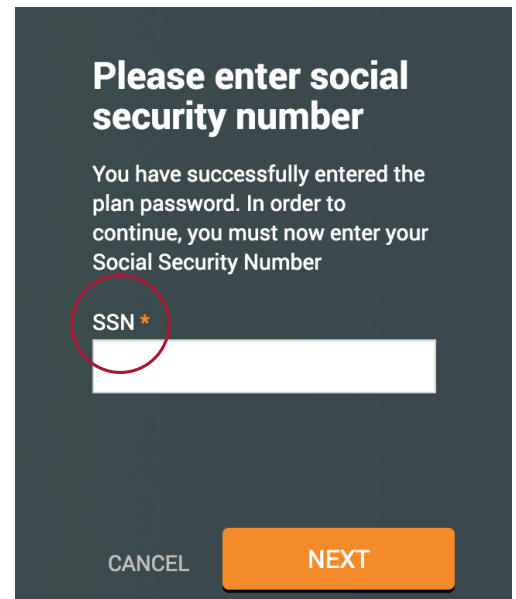 Please enter social
security number
You have successfully entered the
plan password. In order to
continue, you must now enter your
Social Security Number
SSN *
CANCEL
NEXT